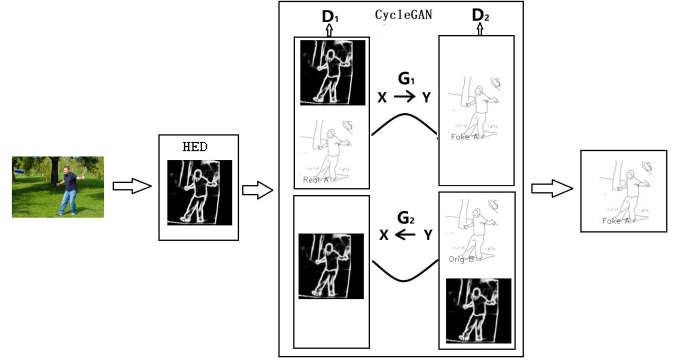 D1
CycleGAN
D2
G1
X → Y
Real A
Fake A
HED
G2
X ← Y
Orig B
Fake A